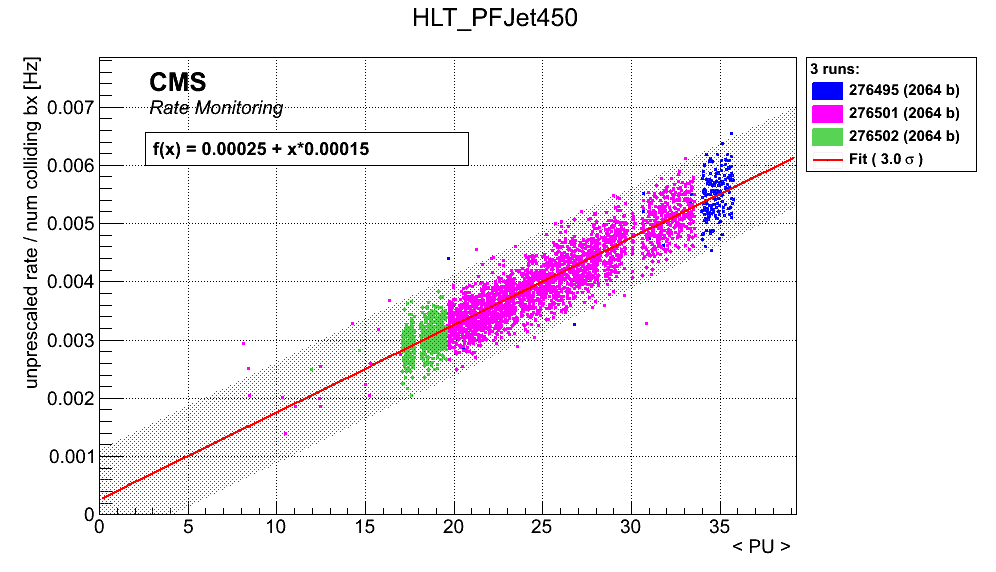 HLT_PFJet450
unprescaled rate / num colliding bx [Hz]
CMS
Rate Monitoring
f(x) = 0.00025 + x*0.00015
0.007
0.006
0.005
0.004
0.003
0.002
0.001
0
0 5 10 15 20 25 30 35
< PU >
3 runs:
276495 (2064 b)
276501 (2064 b)
276502 (2064 b)
Fit ( 3.0 σ )